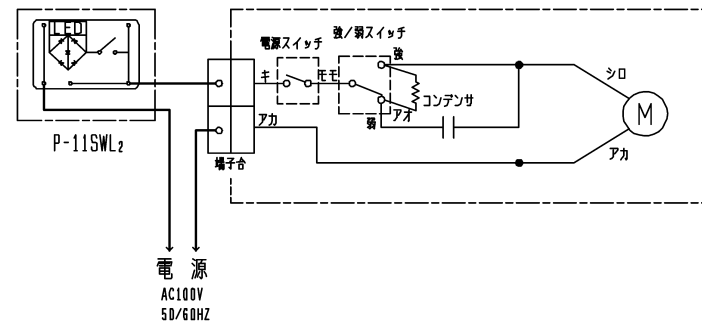 LED
P-11SWL₂
電源
AC100V
50/60HZ
端子台
キ
アカ
電源スイッチ
モモ
強/弱スイッチ
強
弱
アオ
コンデンサ
シロ
M
アカ